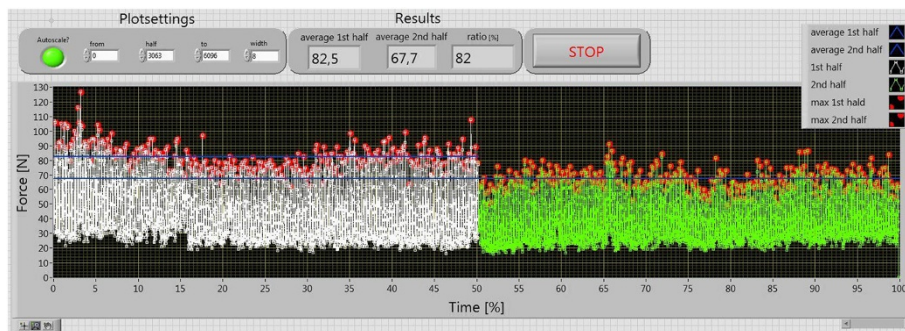 Plotsettings
Autoscale? from half to width
0 3063 6096 8
Results
average 1st half average 2nd half ratio [%]
82,5 67,7 82
STOP
average 1st half
average 2nd half
1st half
2nd half
max 1st hald
max 2nd half
Force [N]
130
120
110
100
90
80
70
60
50
40
30
20
10
0
0 5 10 15 20 25 30 35 40 45 50 55 60 65 70 75 80 85 90 95 100
Time [%]